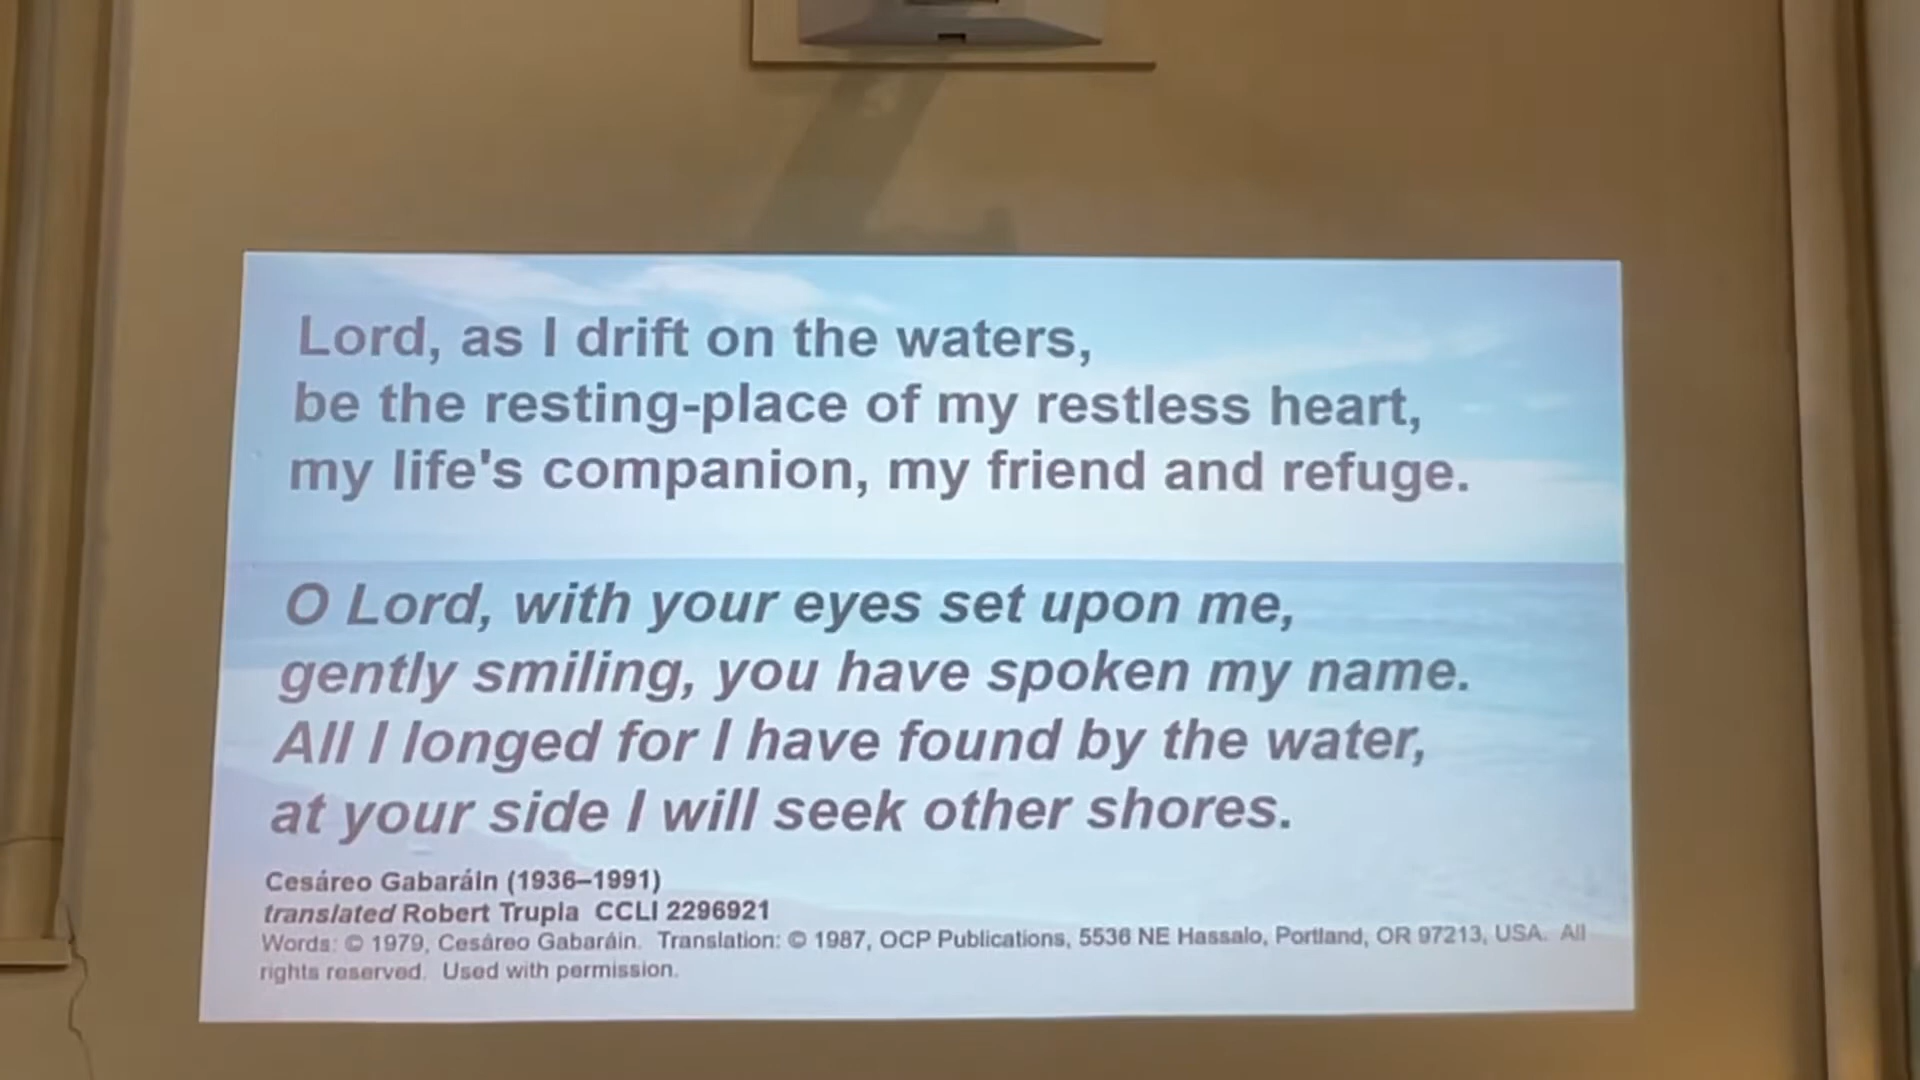 Lord, as I drift on the waters,
be the resting-place of my restless heart,
my life's companion, my friend and refuge.
O Lord, with your eyes set upon me,
gently smiling, you have spoken my name.
All I longed for I have found by the water,
at your side I will seek other shores.
Cesáreo Gabaráin (1936–1991)
translated Robert Trupia CCLI 2296921
Words: © 1979, Cesáreo Gabaráin. Translation: © 1987, OCP Publications, 5536 NE Hassalo, Portland, OR 97213, USA. All
rights reserved. Used with permission.